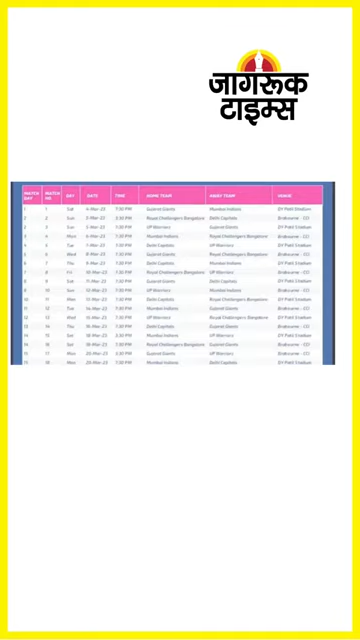 जागरूक
टाइम्स
MATCH DAY MATCH NO DAY DATE TIME HOME TEAM AWAY TEAM VENUE
1 1 Sat 4-Mar-23 7:30 PM Gujarat Giants Mumbai Indians DY Patil Stadium
2 2 Sun 5-Mar-23 3:30 PM Royal Challengers Bangalore Delhi Capitals Brabourne - CCI
2 3 Sun 5-Mar-23 7:30 PM UP Warriorz Gujarat Giants DY Patil Stadium
3 4 Mon 6-Mar-23 7:30 PM Mumbai Indians Royal Challengers Bangalore Brabourne - CCI
4 5 Tue 7-Mar-23 7:30 PM Delhi Capitals UP Warriorz DY Patil Stadium
5 6 Wed 8-Mar-23 7:30 PM Gujarat Giants Royal Challengers Bangalore Brabourne - CCI
6 7 Thu 9-Mar-23 7:30 PM Delhi Capitals Mumbai Indians DY Patil Stadium
7 8 Fri 10-Mar-23 7:30 PM Royal Challengers Bangalore UP Warriorz Brabourne - CCI
8 9 Sat 11-Mar-23 7:30 PM Gujarat Giants Delhi Capitals DY Patil Stadium
9 10 Sun 12-Mar-23 7:30 PM UP Warriorz Mumbai Indians Brabourne - CCI
10 11 Mon 13-Mar-23 7:30 PM Delhi Capitals Royal Challengers Bangalore DY Patil Stadium
11 12 Tue 14-Mar-23 7:30 PM Mumbai Indians Gujarat Giants Brabourne - CCI
12 13 Wed 15-Mar-23 7:30 PM UP Warriorz Royal Challengers Bangalore DY Patil Stadium
13 14 Thu 16-Mar-23 7:30 PM Delhi Capitals Gujarat Giants Brabourne - CCI
14 15 Sat 18-Mar-23 3:30 PM Mumbai Indians UP Warriorz DY Patil Stadium
14 16 Sat 18-Mar-23 7:30 PM Royal Challengers Bangalore Gujarat Giants Brabourne - CCI
15 17 Mon 20-Mar-23 3:30 PM Gujarat Giants UP Warriorz Brabourne - CCI
15 18 Mon 20-Mar-23 7:30 PM Mumbai Indians Delhi Capitals DY Patil Stadium